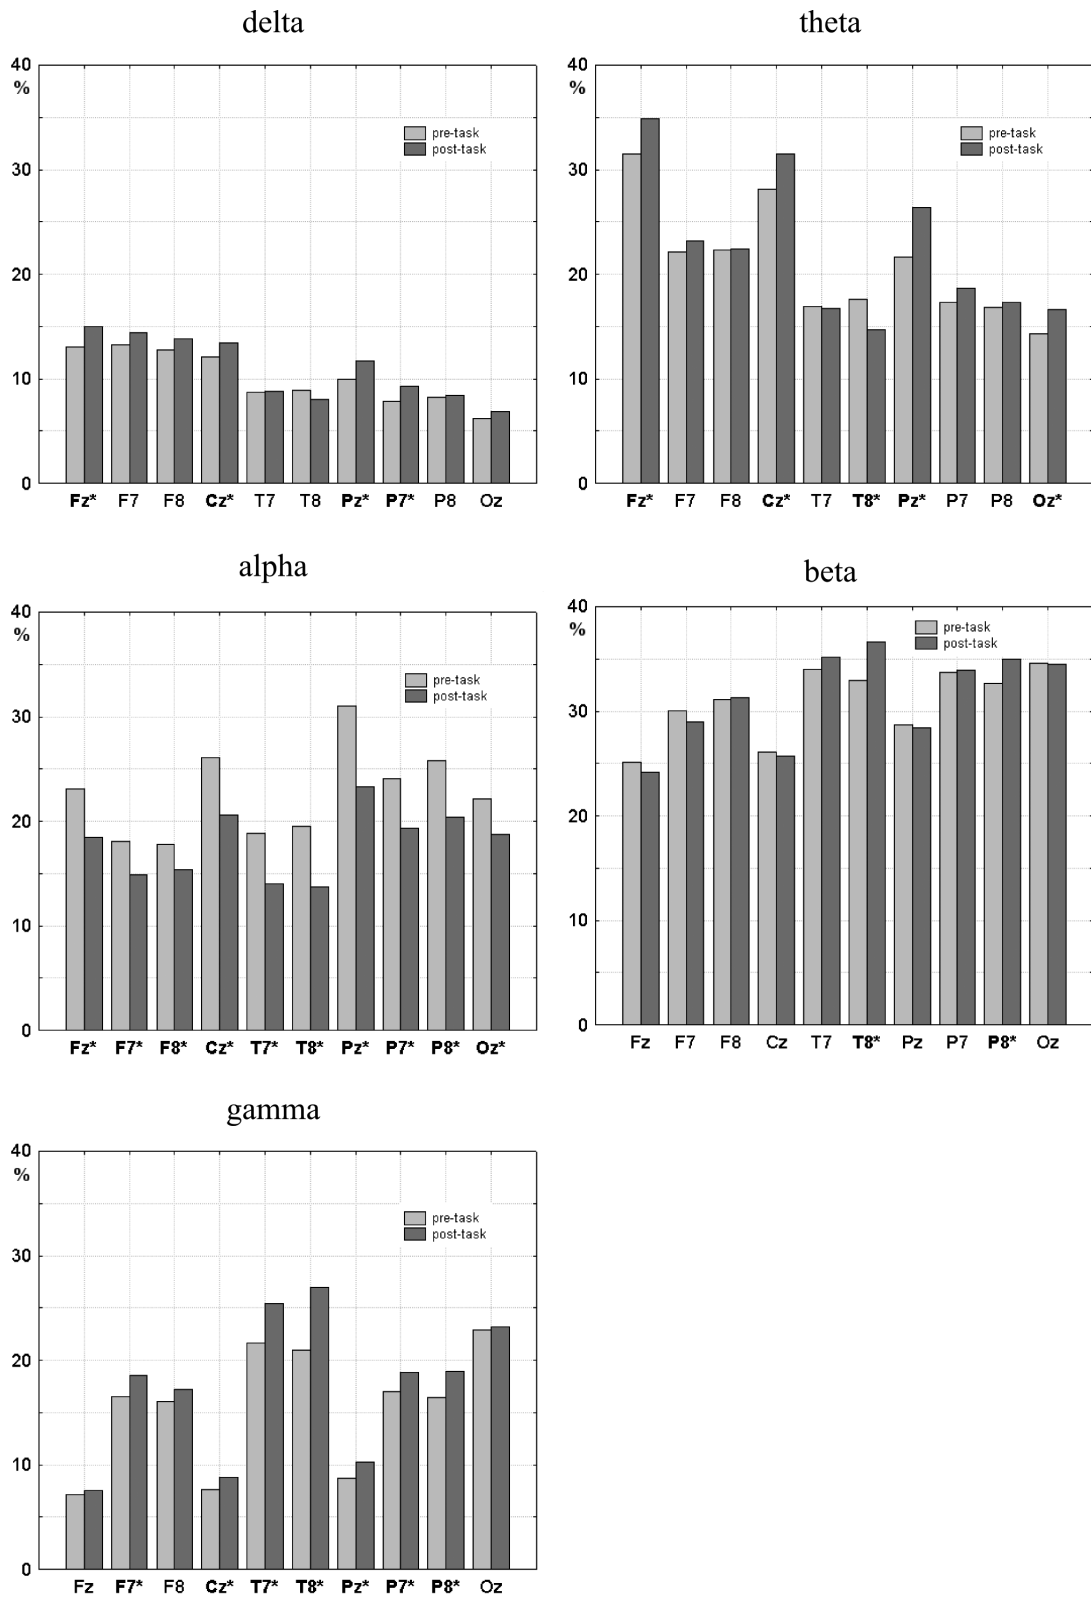 delta
40
%
30
20
10
0
pre-task
post-task
Fz* F7 F8 Cz* T7 T8 Pz* P7* P8 Oz
theta
40
%
30
20
10
0
pre-task
post-task
Fz* F7 F8 Cz* T7 T8* Pz* P7 P8 Oz*
alpha
40
%
30
20
10
0
pre-task
post-task
Fz* F7* F8* Cz* T7* T8* Pz* P7* P8* Oz*
beta
40
%
30
20
10
0
pre-task
post-task
Fz F7 F8 Cz T7 T8* Pz P7 P8* Oz
gamma
40
%
30
20
10
0
pre-task
post-task
Fz F7* F8 Cz* T7* T8* Pz* P7* P8* Oz